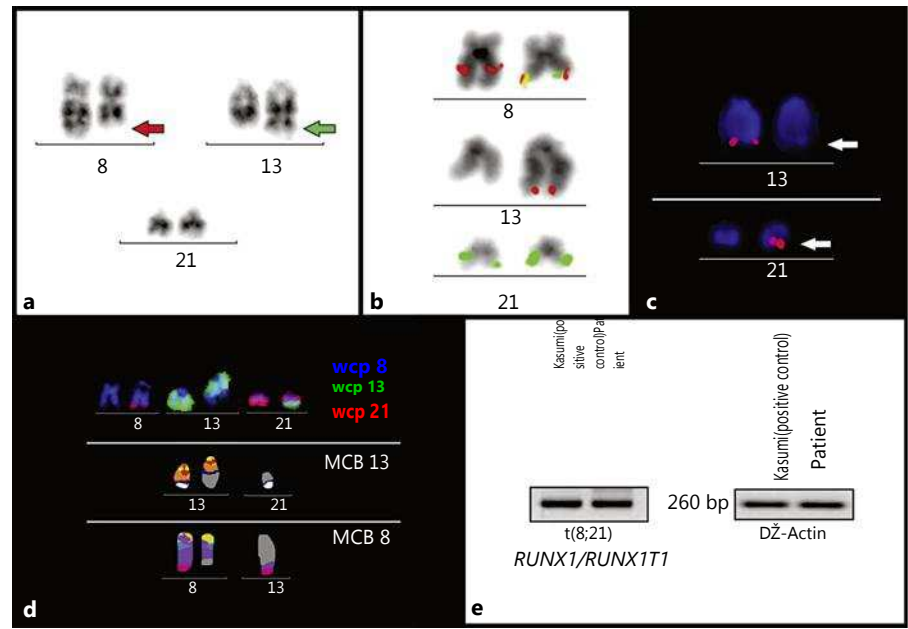 8
13
21
a
8
13
21
b
13
21
c
wcp 8
wcp 13
wcp 21
8
13
21
MCB 13
13
21
MCB 8
8
13
d
Kasumi(po
sitive
control)Pat
ient
t(8;21)
RUNX1/RUNX1T1
260 bp
Kasumi(positive control)
Patient
DŽ-Actin
e